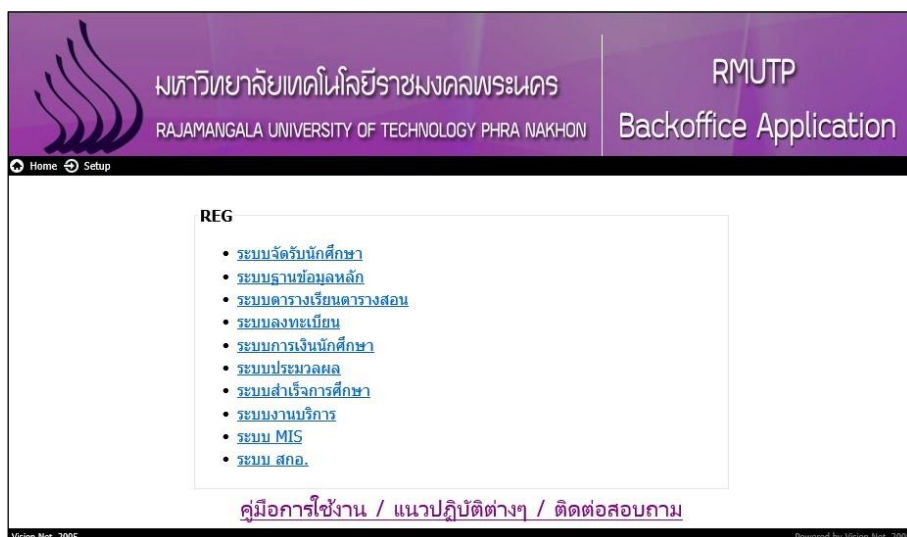 มหาวิทยาลัยเทคโนโลยีราชมงคลพระนคร
RAJAMANGALA UNIVERSITY OF TECHNOLOGY PHRA NAKHON
RMUTP
Backoffice Application
Home Setup
REG
• ระบบจัดรับนักศึกษา
• ระบบฐานข้อมูลหลัก
• ระบบตารางเรียนตารางสอน
• ระบบลงทะเบียน
• ระบบการเงินนักศึกษา
• ระบบประมวลผล
• ระบบสำเร็จการศึกษา
• ระบบงานบริการ
• ระบบ MIS
• ระบบ สกอ.
คู่มือการใช้งาน / แนวปฏิบัติต่างๆ / ติดต่อสอบถาม
Vision Net, 2005
Powered by Vision Net,